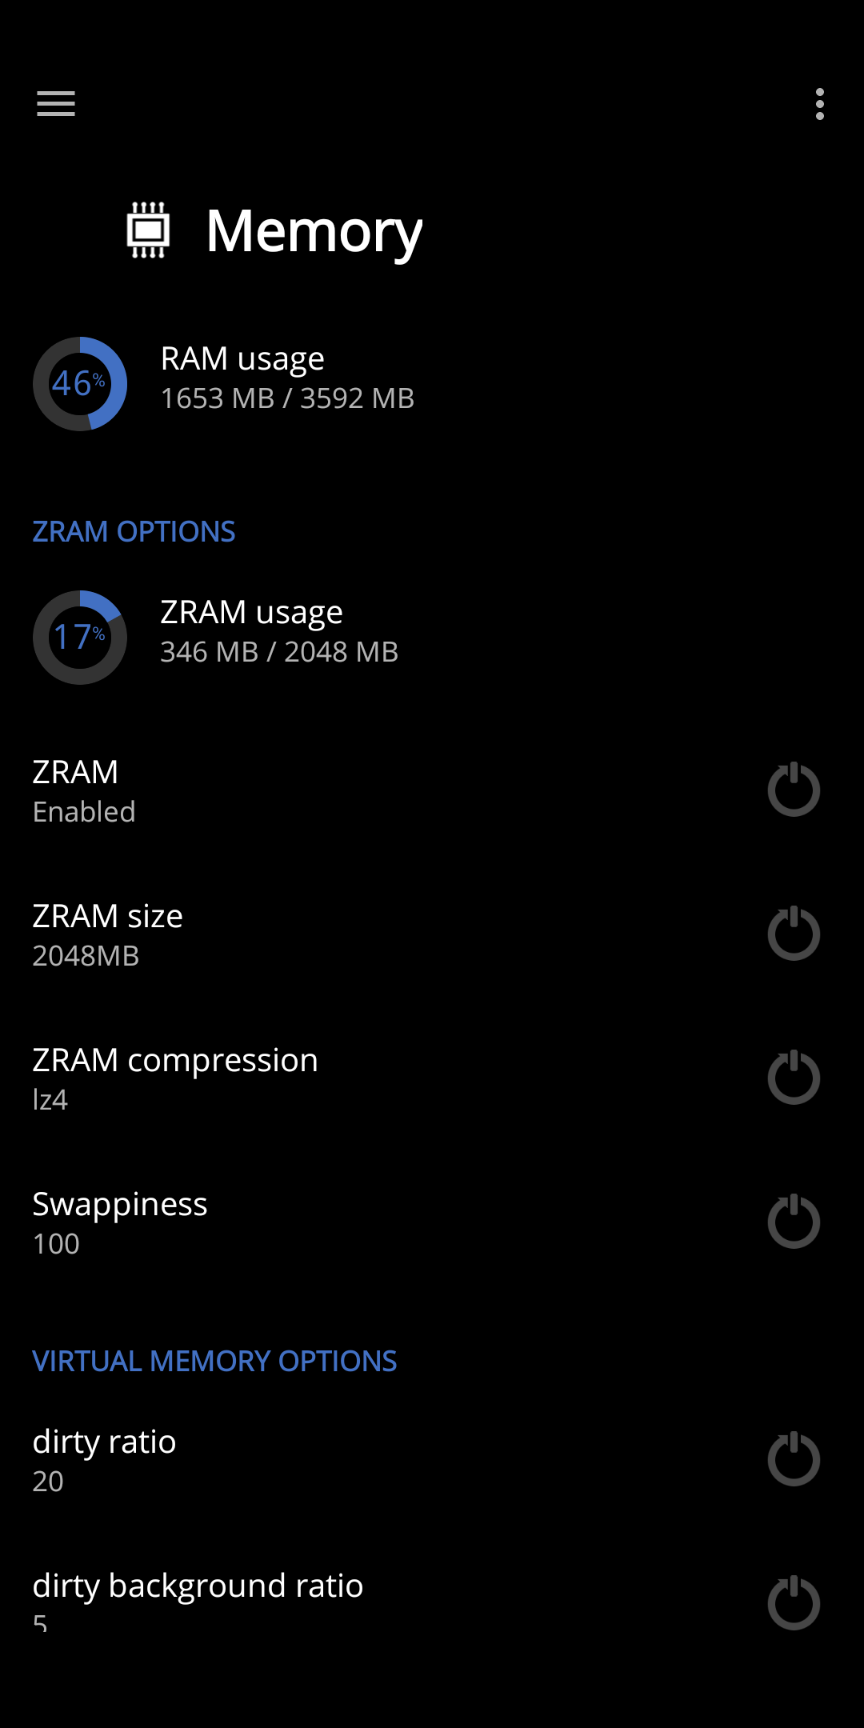 Memory
46%
RAM usage
1653 MB / 3592 MB
ZRAM OPTIONS
17%
ZRAM usage
346 MB / 2048 MB
ZRAM
Enabled
ZRAM size
2048MB
ZRAM compression
lz4
Swappiness
100
VIRTUAL MEMORY OPTIONS
dirty ratio
20
dirty background ratio
5